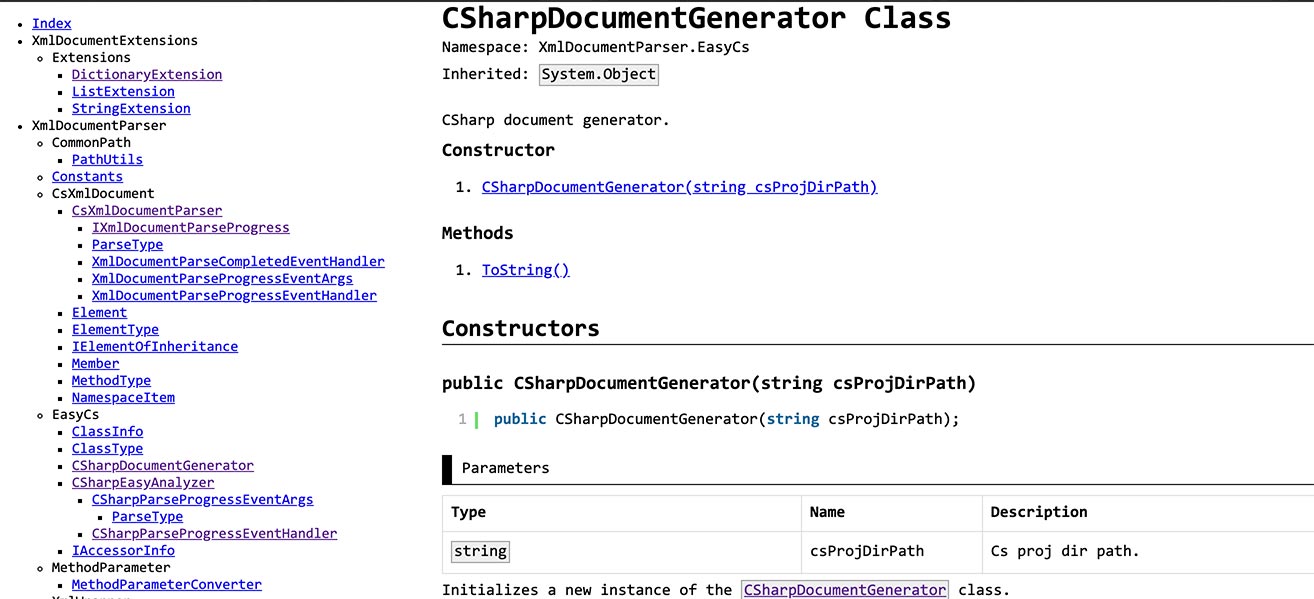 Index
XmlDocumentExtensions
Extensions
DictionaryExtension
ListExtension
StringExtension
XmlDocumentParser
CommonPath
PathUtils
Constants
CsXmlDocument
CsXmlDocumentParser
IXmlDocumentParseProgress
ParseType
XmlDocumentParseCompletedEventHandler
XmlDocumentParseProgressEventArgs
XmlDocumentParseProgressEventHandler
Element
ElementType
IElementOfInheritance
Member
MethodType
NamespaceItem
EasyCs
ClassInfo
ClassType
CSharpDocumentGenerator
CSharpEasyAnalyzer
CSharpParseProgressEventArgs
ParseType
CSharpParseProgressEventHandler
IAccessorInfo
MethodParameter
MethodParameterConverter
CSharpDocumentGenerator Class
Namespace: XmlDocumentParser.EasyCs
Inherited: System.Object
CSharp document generator.
Constructor
1. CSharpDocumentGenerator(string csProjDirPath)
Methods
1. ToString()
Constructors
public CSharpDocumentGenerator(string csProjDirPath)
1 public CSharpDocumentGenerator(string csProjDirPath);
Parameters
Type Name Description
string csProjDirPath Cs proj dir path.
Initializes a new instance of the CSharpDocumentGenerator class.